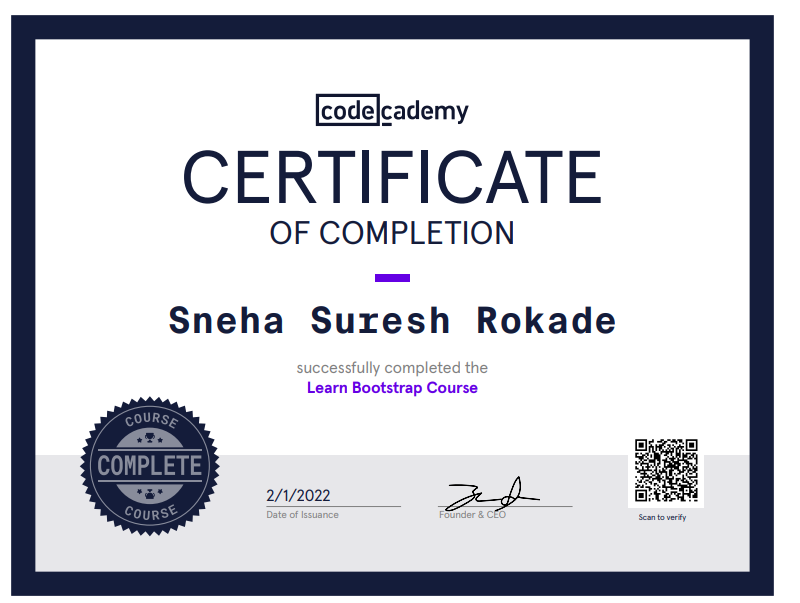 codecademy
CERTIFICATE
OF COMPLETION
Sneha Suresh Rokade
successfully completed the
Learn Bootstrap Course
COURSE
COMPLETE
COURSE
2/1/2022
Date of Issuance
Founder & CEO
Scan to verify